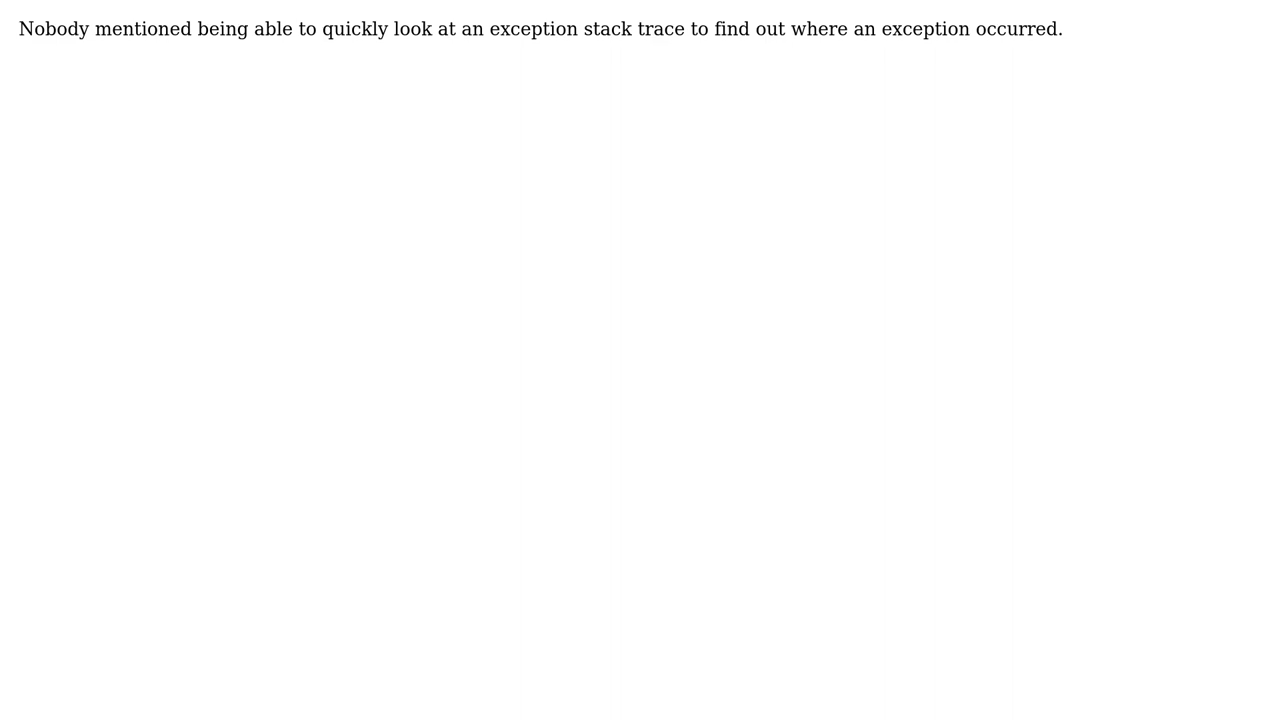 Nobody mentioned being able to quickly look at an exception stack trace to find out where an exception occurred.